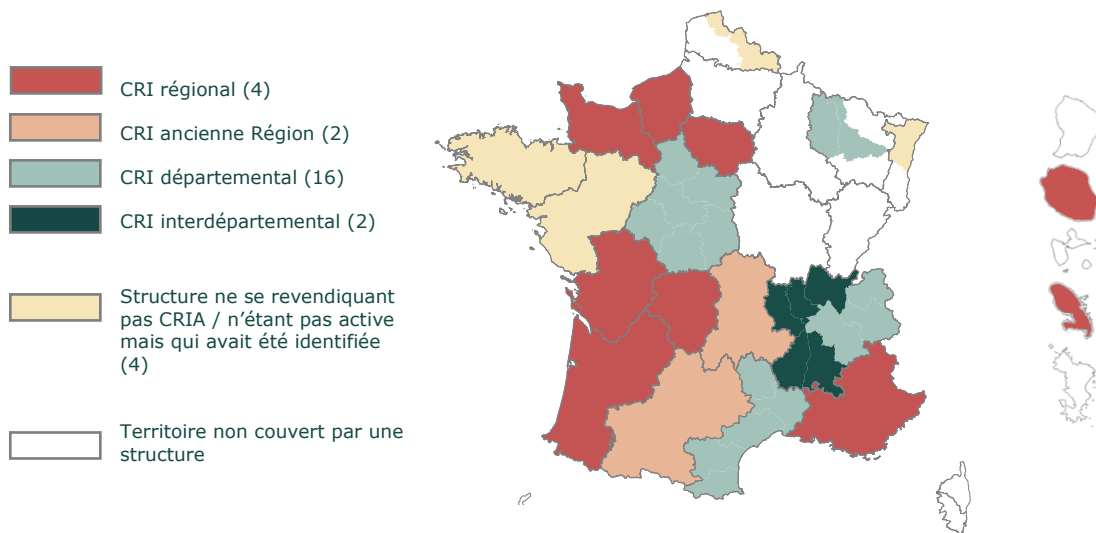 CRI régional (4)
CRI ancienne Région (2)
CRI départemental (16)
CRI interdépartemental (2)
Structure ne se revendiquant
pas CRIA / n’étant pas active
mais qui avait été identifiée
(4)
Territoire non couvert par une
structure